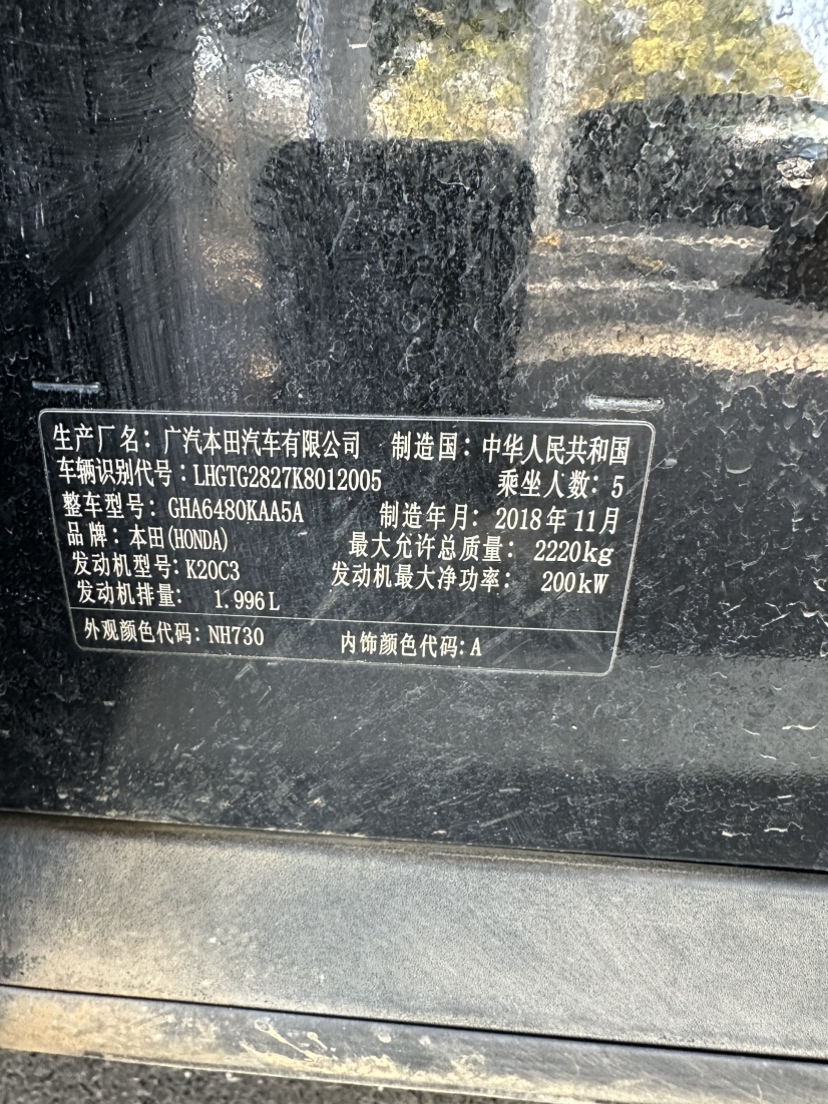 生产厂名：广汽本田汽车有限公司 制造国：中华人民共和国
车辆识别代号：LHGTG2827K8012005 乘坐人数：5
整车型号：GHA6480KAA5A 制造年月：2018年11月
品牌：本田(HONDA) 最大允许总质量：2220kg
发动机型号：K20C3 发动机最大净功率：200kW
发动机排量：1.996L
外观颜色代码：NH730 内饰颜色代码：A